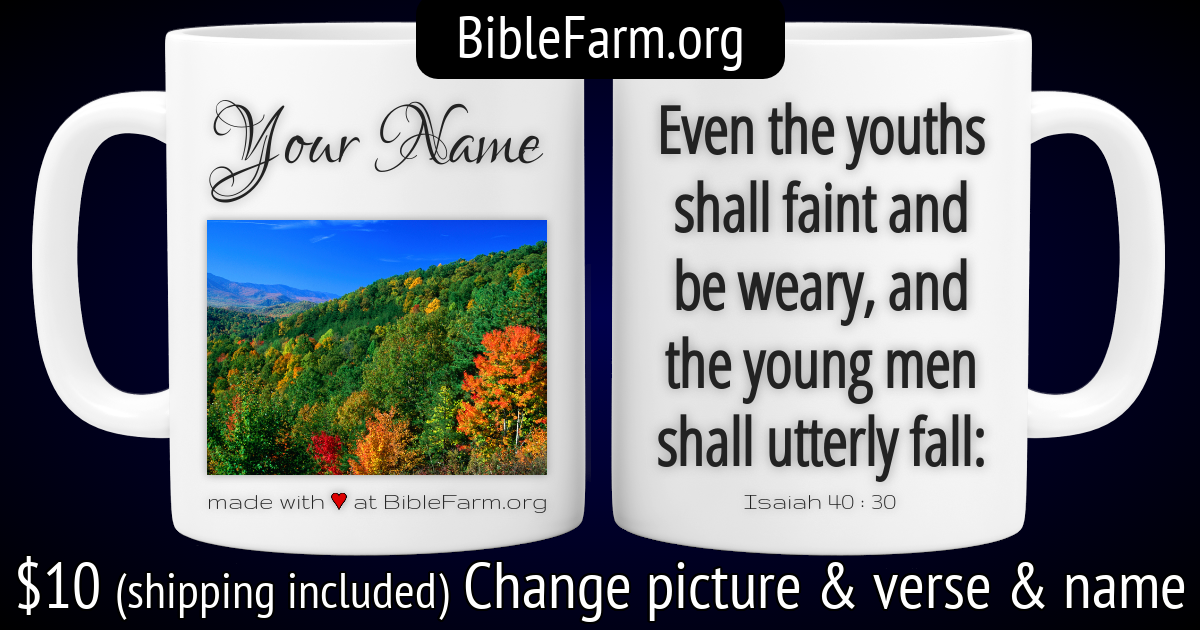 BibleFarm.org
Your Name
made with ♥ at BibleFarm.org
Even the youths
shall faint and
be weary, and
the young men
shall utterly fall:
Isaiah 40 : 30
$10 (shipping included) Change picture & verse & name